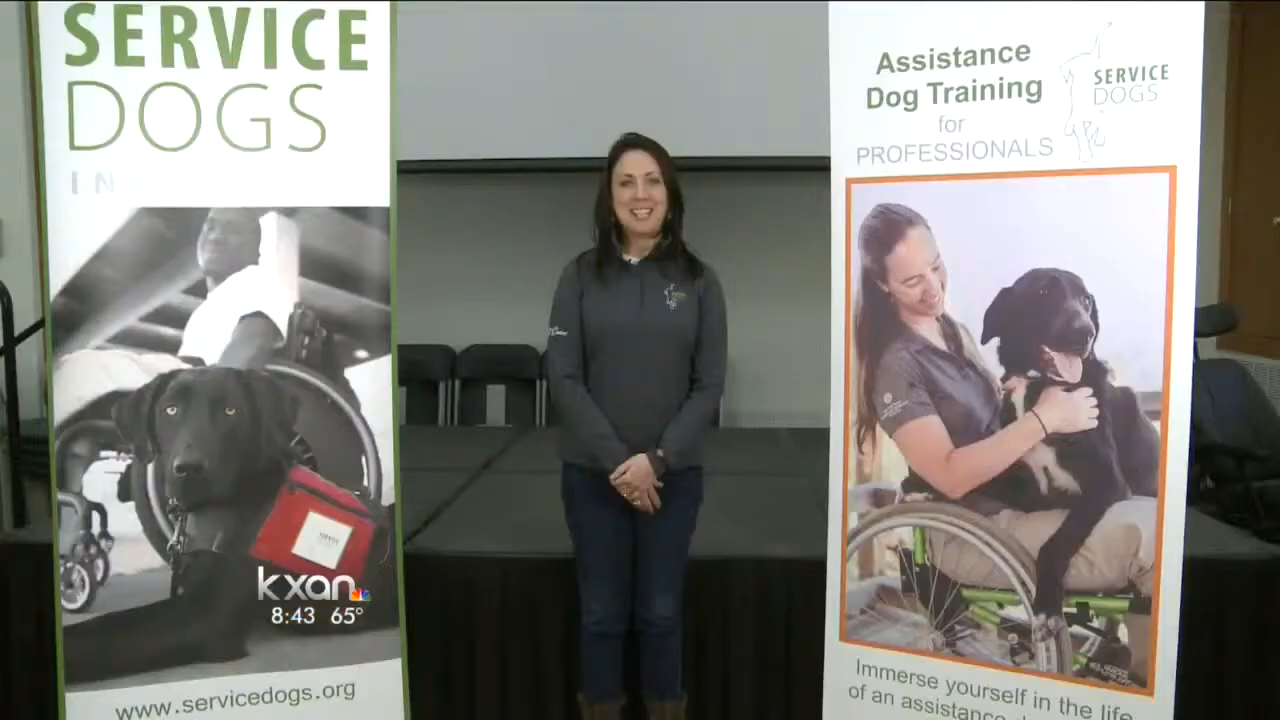 SERVICE
DOGS
INC
www.servicedogs.org
kxan
8:43 65°
Assistance
Dog Training
for
PROFESSIONALS
SERVICE
DOGS
Immerse yourself in the life
of an assistance